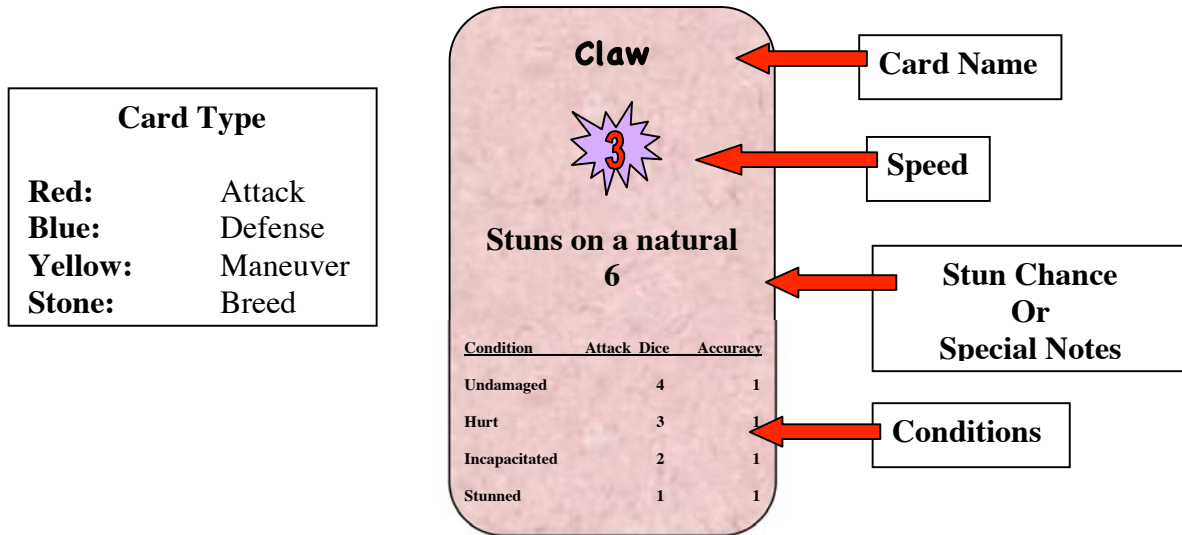 Card Type
Red: Attack
Blue: Defense
Yellow: Maneuver
Stone: Breed
Claw
3
Stuns on a natural
6
Condition Attack Dice Accuracy
Undamaged 4 1
Hurt 3 1
Incapacitated 2 1
Stunned 1 1
Card Name
Speed
Stun Chance
Or
Special Notes
Conditions